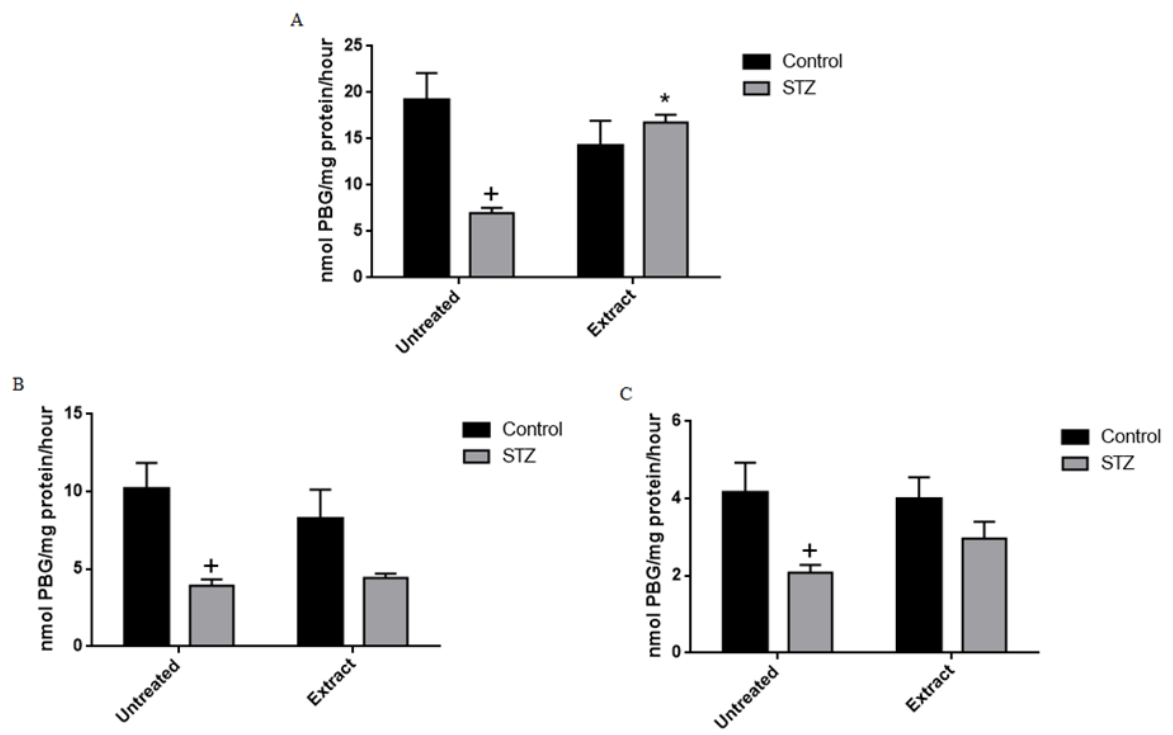 A
nmol PBG/mg protein/hour
25
20
15
10
5
0
+
*
Untreated
Extract
Control
STZ
B
nmol PBG/mg protein/hour
15
10
5
0
+
Untreated
Extract
Control
STZ
C
nmol PBG/mg protein/hour
6
4
2
0
+
Untreated
Extract
Control
STZ